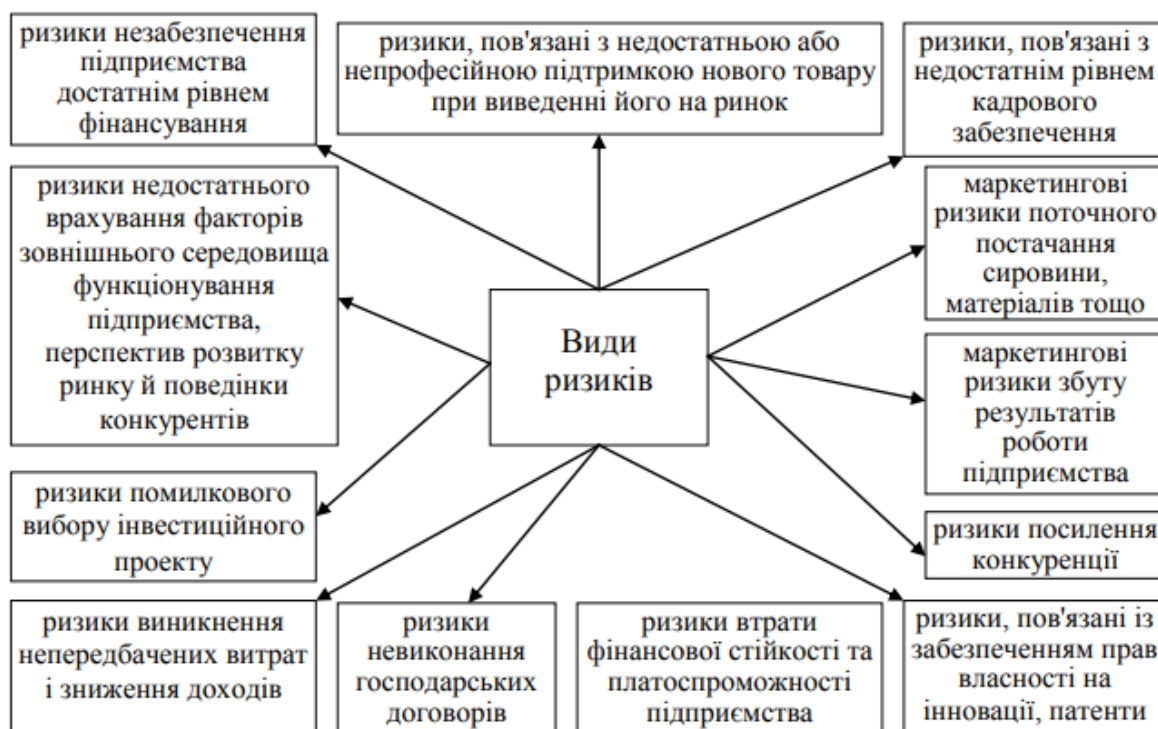 ризики незабезпечення
підприємства
достатнім рівнем
фінансування
ризики, пов'язані з недостатньою або
непрофесійною підтримкою нового товару
при виведенні його на ринок
ризики, пов'язані з
недостатнім рівнем
кадрового
забезпечення
ризики недостатнього
врахування факторів
зовнішнього середовища
функціонування
підприємства,
перспектив розвитку
ринку й поведінки
конкурентів
Види
ризиків
маркетингові
ризики поточного
постачання
сировини,
матеріалів тощо
маркетингові
ризики збуту
результатів
роботи
підприємства
ризики помилкового
вибору інвестиційного
проекту
ризики посилення
конкуренції
ризики виникнення
непередбачених витрат
і зниження доходів
ризики
невиконання
господарських
договорів
ризики втрати
фінансової стійкості та
платоспроможності
підприємства
ризики, пов'язані із
забезпеченням прав
власності на
інновації, патенти